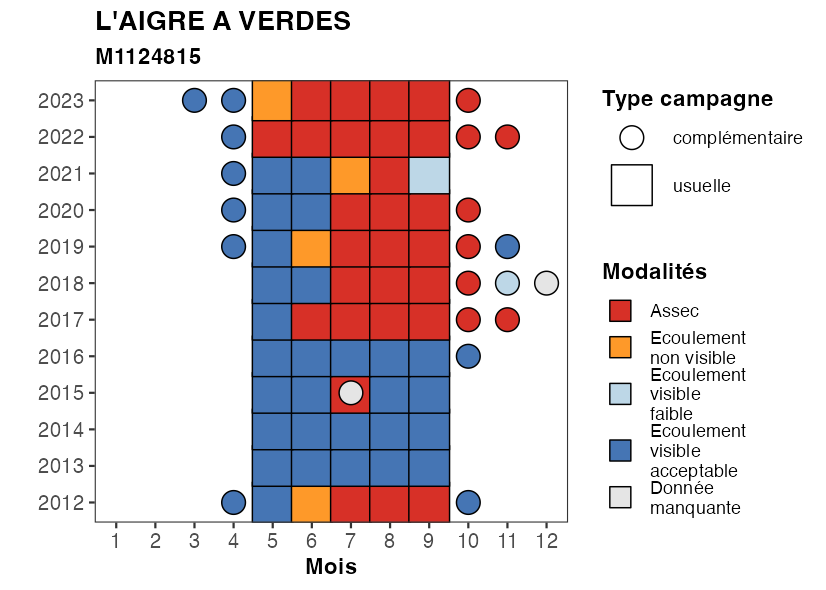 L'AIGRE A VERDES
M1124815
2023
2022
2021
2020
2019
2018
2017
2016
2015
2014
2013
2012
1 2 3 4 5 6 7 8 9 10 11 12
Mois
Type campagne
complémentaire
usuelle
Modalités
Assec
Ecoulement
non visible
Ecoulement
visible
faible
Ecoulement
visible
acceptable
Donnée
manquante